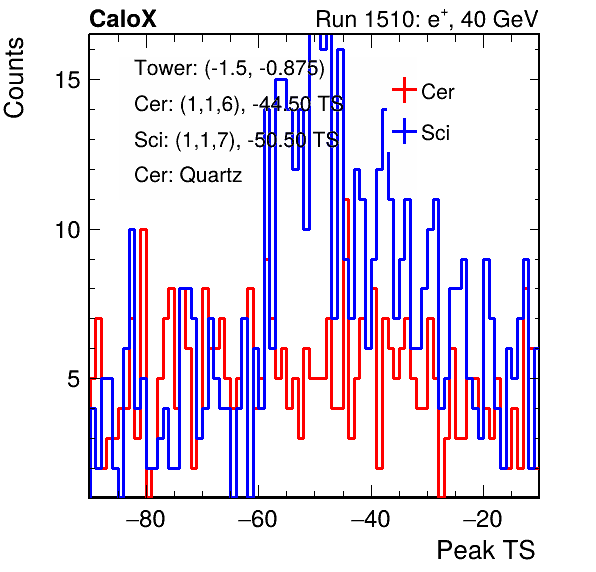 CaloX Run 1510: e⁺, 40 GeV
Counts
15
10
5
Tower: (-1.5, -0.875)
Cer: (1,1,6), -44.50 TS
Sci: (1,1,7), -50.50 TS
Cer: Quartz
Cer
Sci
−80 −60 −40 −20
Peak TS